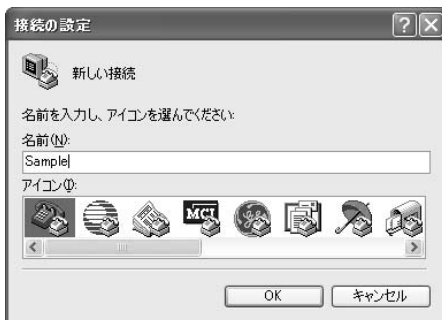 接続の設定
新しい接続
名前を入力し、アイコンを選んでください:
名前(N):
Sample
アイコン(I):
MCI
OK
キャンセル